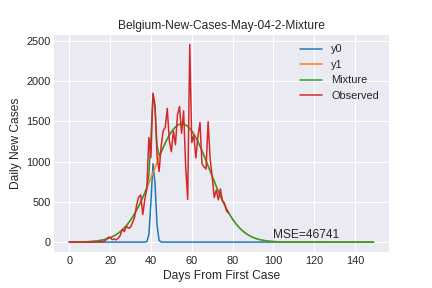 Belgium-New-Cases-May-04-2-Mixture
2500
2000
1500
1000
500
0
Daily New Cases
y0
y1
Mixture
Observed
MSE=46741
0 20 40 60 80 100 120 140
Days From First Case